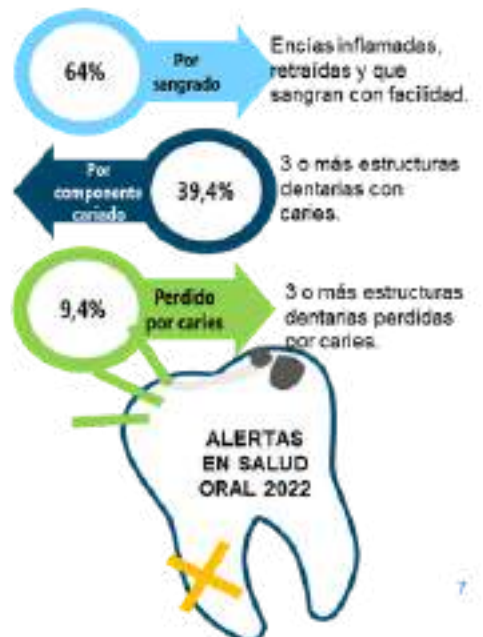 64%
Por
sangrado
Encías inflamadas,
retraídas y que
sangran con facilidad.
Por
componente
cariado
39,4%
3 o más estructuras
dentarias con
caries.
9,4%
Perdido
por caries
3 o más estructuras
dentarias perdidas
por caries.
ALERTAS
EN SALUD
ORAL 2022
7